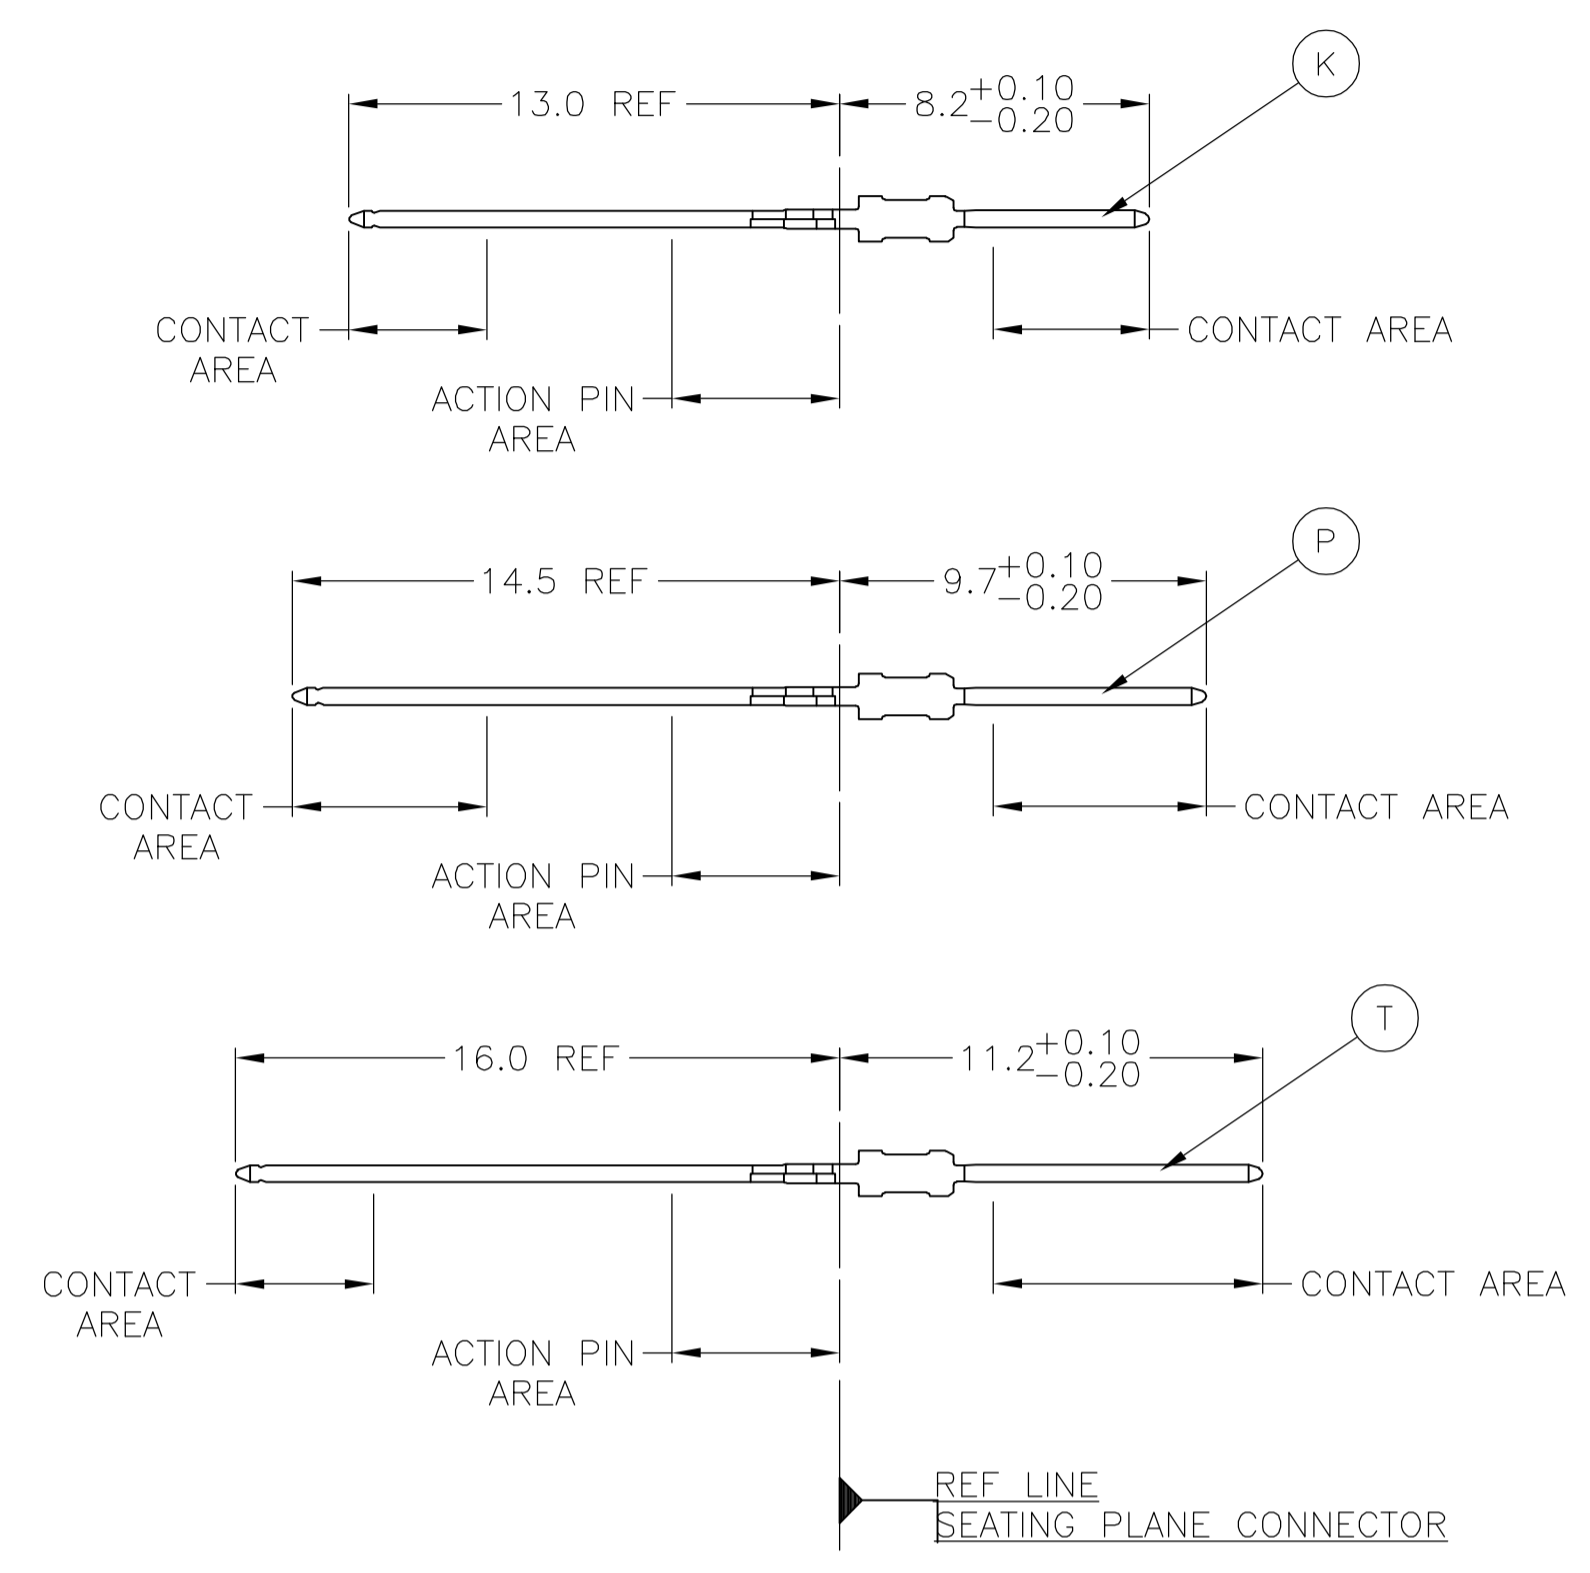 K
13.0 REF
8.2 +0.10
-0.20
CONTACT
AREA
CONTACT AREA
ACTION PIN
AREA
P
14.5 REF
9.7 +0.10
-0.20
CONTACT
AREA
CONTACT AREA
ACTION PIN
AREA
T
16.0 REF
11.2 +0.10
-0.20
CONTACT
AREA
CONTACT AREA
ACTION PIN
AREA
REF LINE
SEATING PLANE CONNECTOR